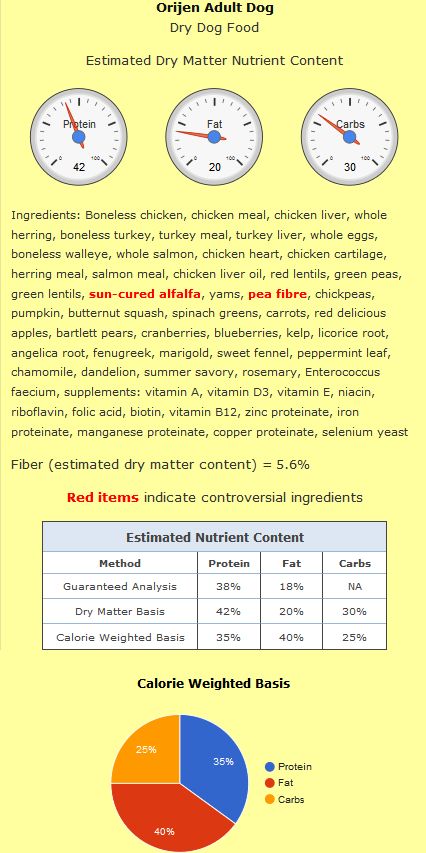 Orijen Adult Dog
Dry Dog Food
Estimated Dry Matter Nutrient Content
Protein
0
100
42
Fat
0
100
20
Carbs
0
100
30
Ingredients: Boneless chicken, chicken meal, chicken liver, whole
herring, boneless turkey, turkey meal, turkey liver, whole eggs,
boneless walleye, whole salmon, chicken heart, chicken cartilage,
herring meal, salmon meal, chicken liver oil, red lentils, green peas,
green lentils, sun-cured alfalfa, yams, pea fibre, chickpeas,
pumpkin, butternut squash, spinach greens, carrots, red delicious
apples, bartlett pears, cranberries, blueberries, kelp, licorice root,
angelica root, fenugreek, marigold, sweet fennel, peppermint leaf,
chamomile, dandelion, summer savory, rosemary, Enterococcus
faecium, supplements: vitamin A, vitamin D3, vitamin E, niacin,
riboflavin, folic acid, biotin, vitamin B12, zinc proteinate, iron
proteinate, manganese proteinate, copper proteinate, selenium yeast
Fiber (estimated dry matter content) = 5.6%
Red items indicate controversial ingredients
Estimated Nutrient Content
Method Protein Fat Carbs
Guaranteed Analysis 38% 18% NA
Dry Matter Basis 42% 20% 30%
Calorie Weighted Basis 35% 40% 25%
Calorie Weighted Basis
25%
35%
40%
Protein
Fat
Carbs